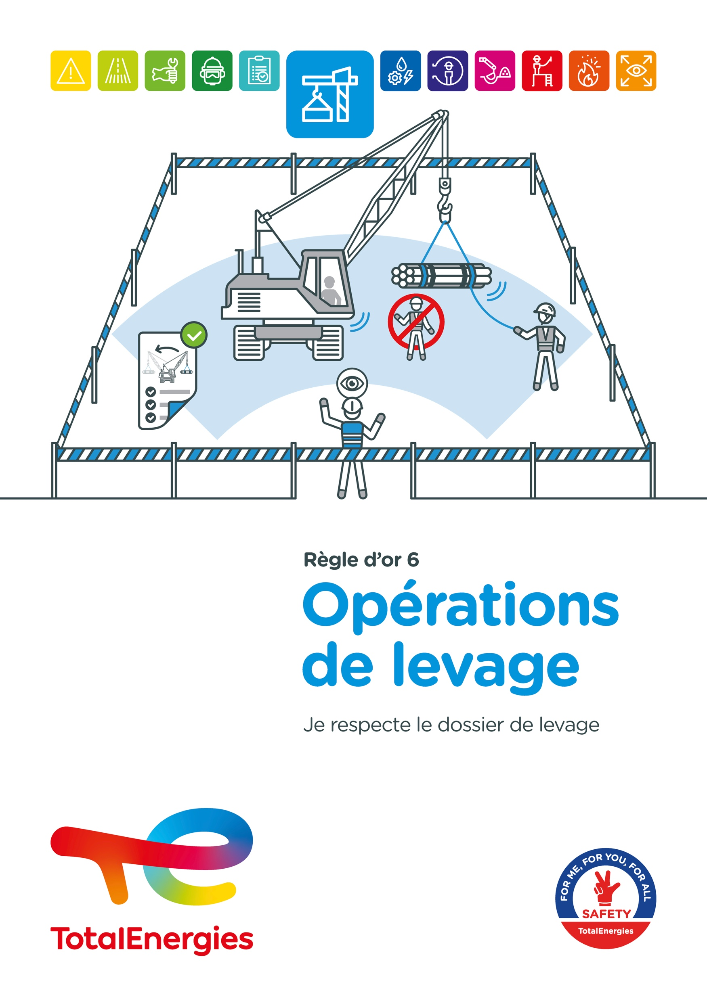 Règle d’or 6
Opérations
de levage
Je respecte le dossier de levage
TotalEnergies
FOR ME, FOR YOU, FOR ALL
SAFETY
TotalEnergies